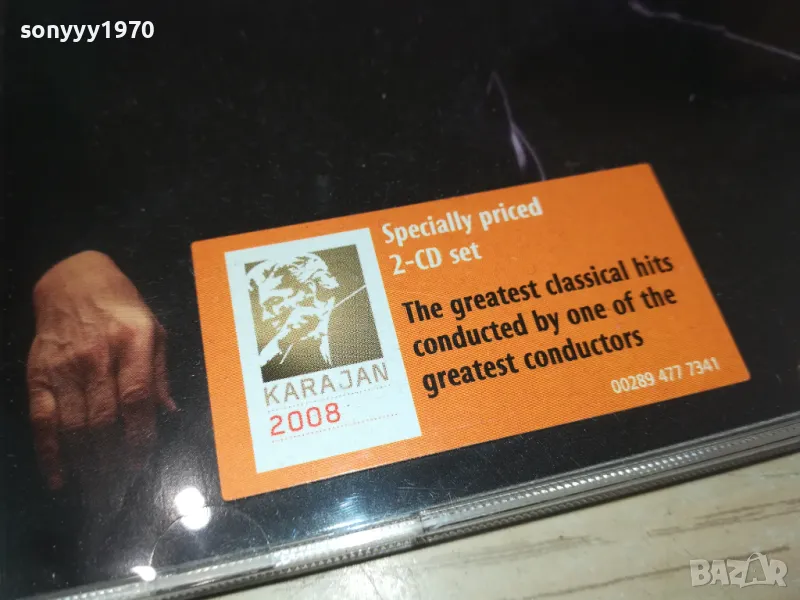 sonyyy1970
Specially priced
2-CD set
The greatest classical hits
conducted by one of the
greatest conductors
00289 477 7341
KARAJAN
2008
BAZAR